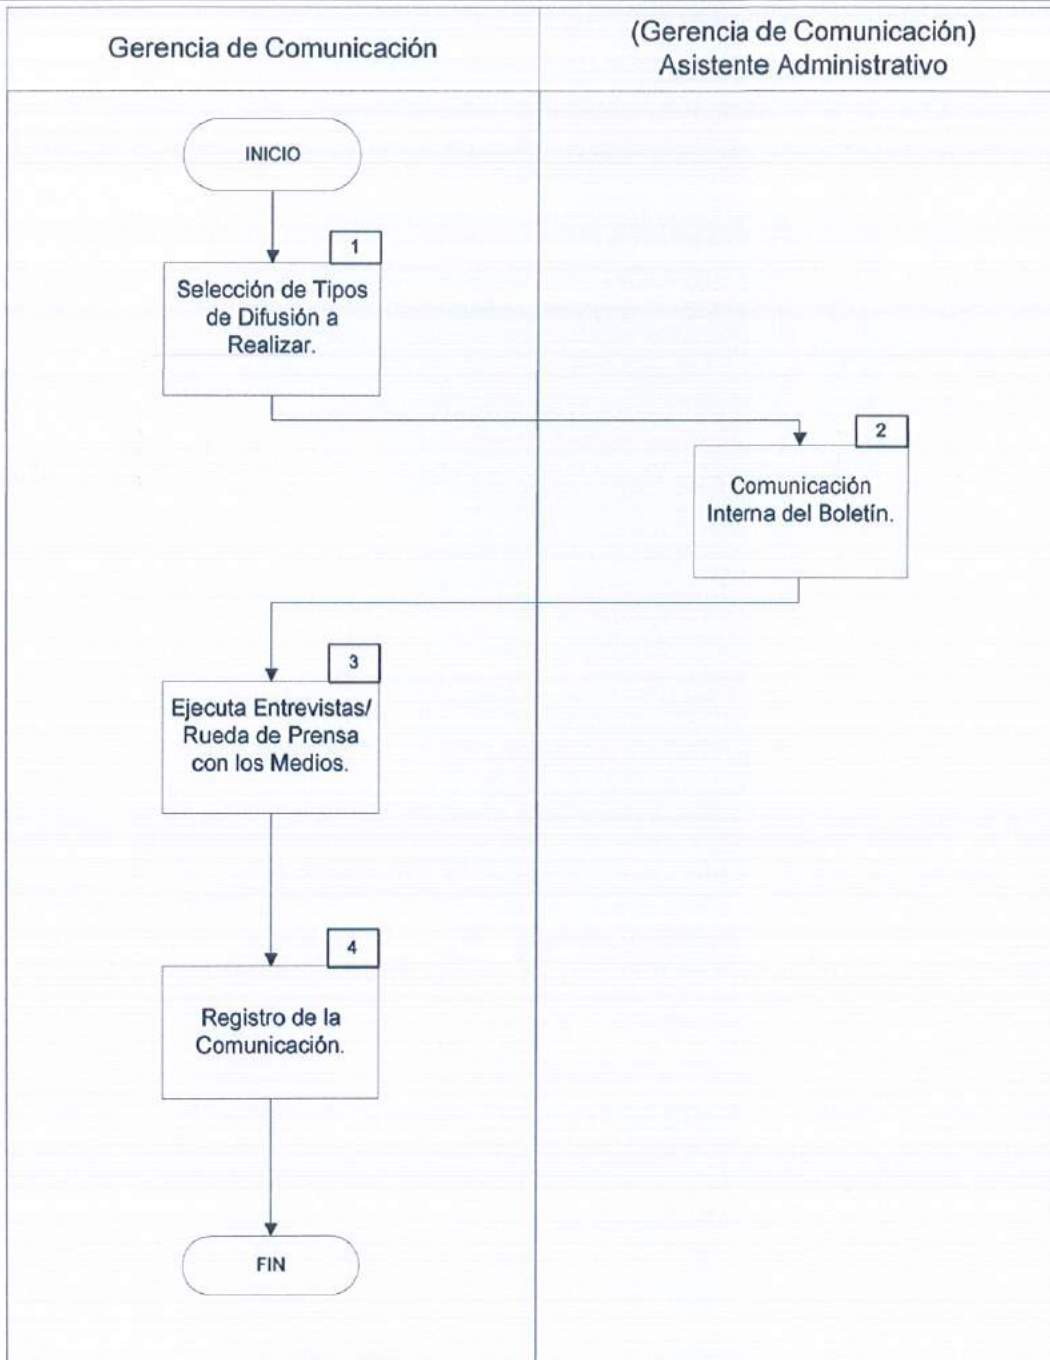 Gerencia de Comunicación
(Gerencia de Comunicación)
Asistente Administrativo
INICIO
1
Selección de Tipos
de Difusión a
Realizar.
2
Comunicación
Interna del Boletín.
3
Ejecuta Entrevistas/
Rueda de Prensa
con los Medios.
4
Registro de la
Comunicación.
FIN